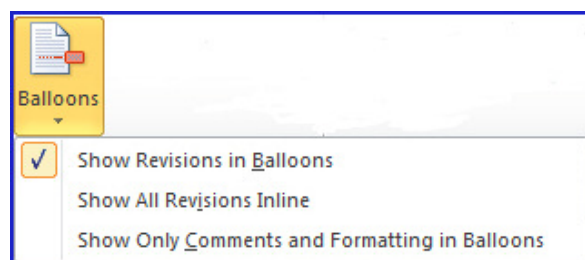 Balloons
Show Revisions in Balloons
Show All Revisions Inline
Show Only Comments and Formatting in Balloons